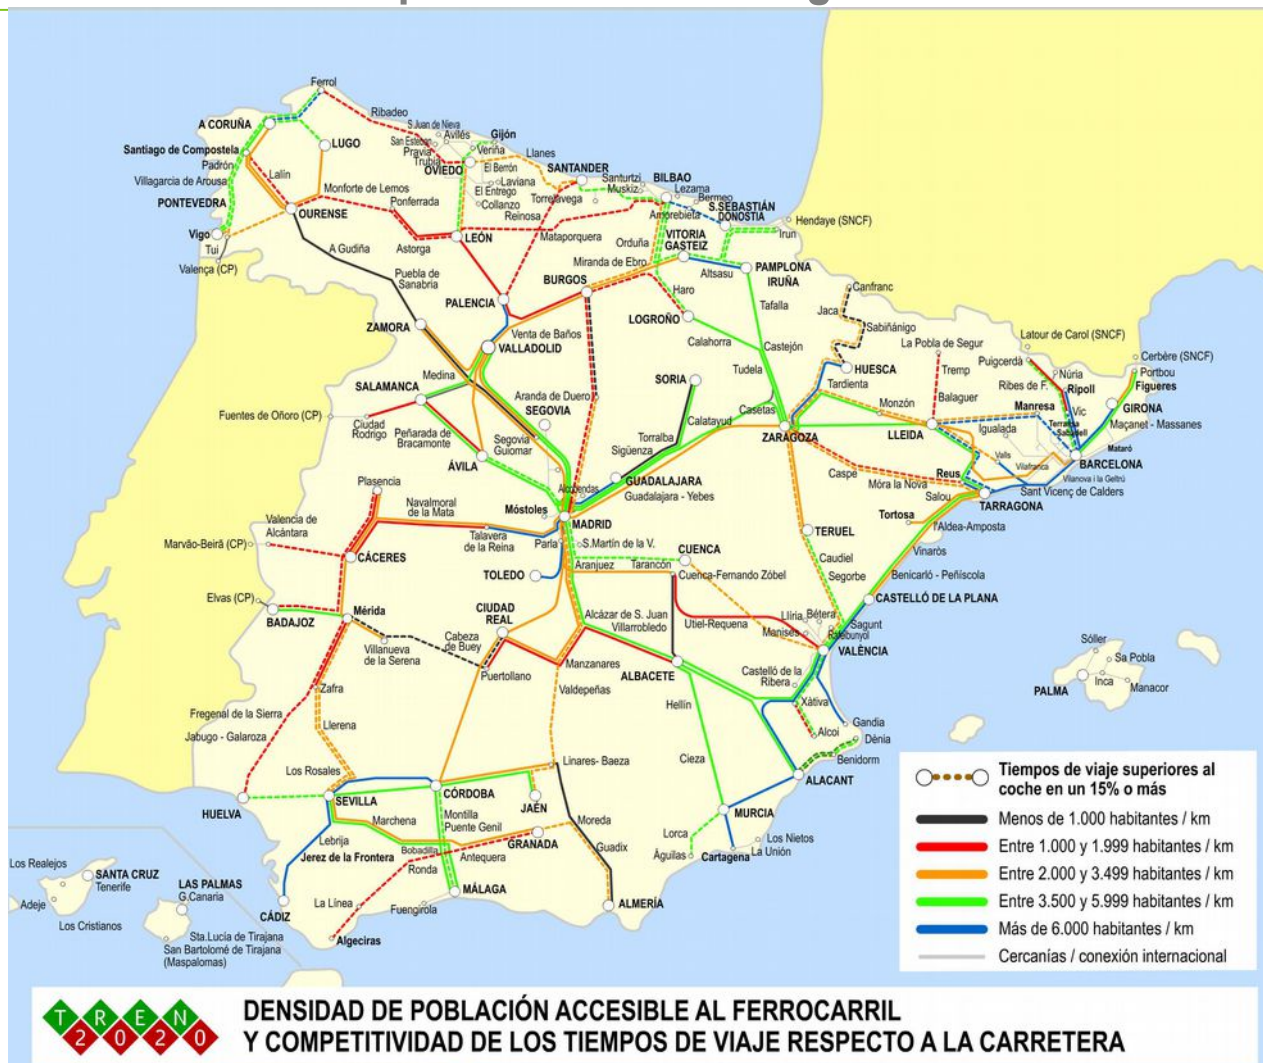 Ferrol
Ribadeo
A CORUÑA
S.Juan de Nieva
Avilés
Gijón
San Esteban
Pravia
Veriña
Trubia
Llanes
LUGO
Santiago de Compostela
OVIEDO
El Berrón
SANTANDER
Santurtzi
BILBAO
Padrón
Lalín
Laviana
Muskiz
Lezama
Villagarcia de Arousa
Monforte de Lemos
El Entrego
Torrelavega
Bermeo
PONTEVEDRA
Ponferrada
Collanzo
Reinosa
Amorebieta
S.SEBASTIÁN
DONOSTIA
Hendaye (SNCF)
OURENSE
Irun
Vigo
Tui
Astorga
LEÓN
Mataporquera
Orduña
VITORIA
GASTEIZ
A Gudiña
Miranda de Ebro
Valença (CP)
Altsasu
PAMPLONA
IRUÑA
Puebla de
Sanabria
BURGOS
Haro
Canfranc
PALENCIA
Tafalla
Jaca
ZAMORA
LOGROÑO
Sabiñánigo
Latour de Carol (SNCF)
Venta de Baños
Calahorra
Castejón
La Pobla de Segur
Cerbère (SNCF)
VALLADOLID
Puigcerdà
Portbou
Tudela
HUESCA
Tremp
Núria
Figueres
Medina
SORIA
Tardienta
Ribes de F.
Ripoll
SALAMANCA
Aranda de Duero
Balaguer
GIRONA
SEGOVIA
Casetas
Monzón
Manresa
Vic
Fuentes de Oñoro (CP)
Calatayud
Maçanet - Massanes
Ciudad
Rodrigo
Peñarada de
Bracamonte
Segovia
Guiomar
Torralba
ZARAGOZA
LLEIDA
Igualada
Terrassa
Sabadell
Sigüenza
Mataró
ÁVILA
Valls
BARCELONA
Caspe
Reus
Vilafranca
Plasencia
Alcobendas
GUADALAJARA
Móra la Nova
Vilanova i la Geltrú
Guadalajara - Yebes
Salou
Sant Vicenç de Calders
Navalmoral
de la Mata
Móstoles
TARRAGONA
Valencia de
Alcántara
MADRID
Tortosa
TERUEL
Aldea-Amposta
Marvão-Beirã (CP)
Talavera
de la Reina
Parla
S.Martín de la V.
CUENCA
Vinaròs
CÁCERES
Aranjuez
Tarancón
Caudiel
TOLEDO
Cuenca-Fernando Zóbel
Segorbe
Benicarló - Peñíscola
Elvas (CP)
CASTELLÓ DE LA PLANA
CIUDAD
REAL
Alcázar de S. Juan
Villarrobledo
Llíria
Bétera
BADAJOZ
Mérida
Utiel-Requena
Sagunt
Cabeza
de Buey
Manises
Rafelbunyol
Sóller
Villanueva
de la Serena
VALÈNCIA
Sa Pobla
Manzanares
Puertollano
ALBACETE
Castelló de la
Ribera
Inca
PALMA
Manacor
Zafra
Valdepeñas
Xàtiva
Fregenal de la Sierra
Hellín
Gandia
Llerena
Jabugo - Galaroza
Alcoi
Dénia
Cieza
Benidorm
Linares- Baeza
Los Rosales
ALACANT
CÓRDOBA
HUELVA
SEVILLA
JAÉN
MURCIA
Montilla
Puente Genil
Marchena
Moreda
Lorca
Los Nietos
Lebrija
GRANADA
La Unión
Jerez de la Frontera
Bobadilla
Antequera
Guadix
Águilas
Cartagena
Ronda
Los Realejos
SANTA CRUZ
Tenerife
LAS PALMAS
G.Canaria
MÁLAGA
La Línea
Fuengirola
ALMERÍA
Adeje
CÁDIZ
Los Cristianos
Sta.Lucía de Tirajana
Algeciras
San Bartolomé de Tirajana
(Maspalomas)
Tiempos de viaje superiores al
coche en un 15% o más
Menos de 1.000 habitantes / km
Entre 1.000 y 1.999 habitantes / km
Entre 2.000 y 3.499 habitantes / km
Entre 3.500 y 5.999 habitantes / km
Más de 6.000 habitantes / km
Cercanías / conexión internacional
TREN
2020
DENSIDAD DE POBLACIÓN ACCESIBLE AL FERROCARRIL
Y COMPETITIVIDAD DE LOS TIEMPOS DE VIAJE RESPECTO A LA CARRETERA